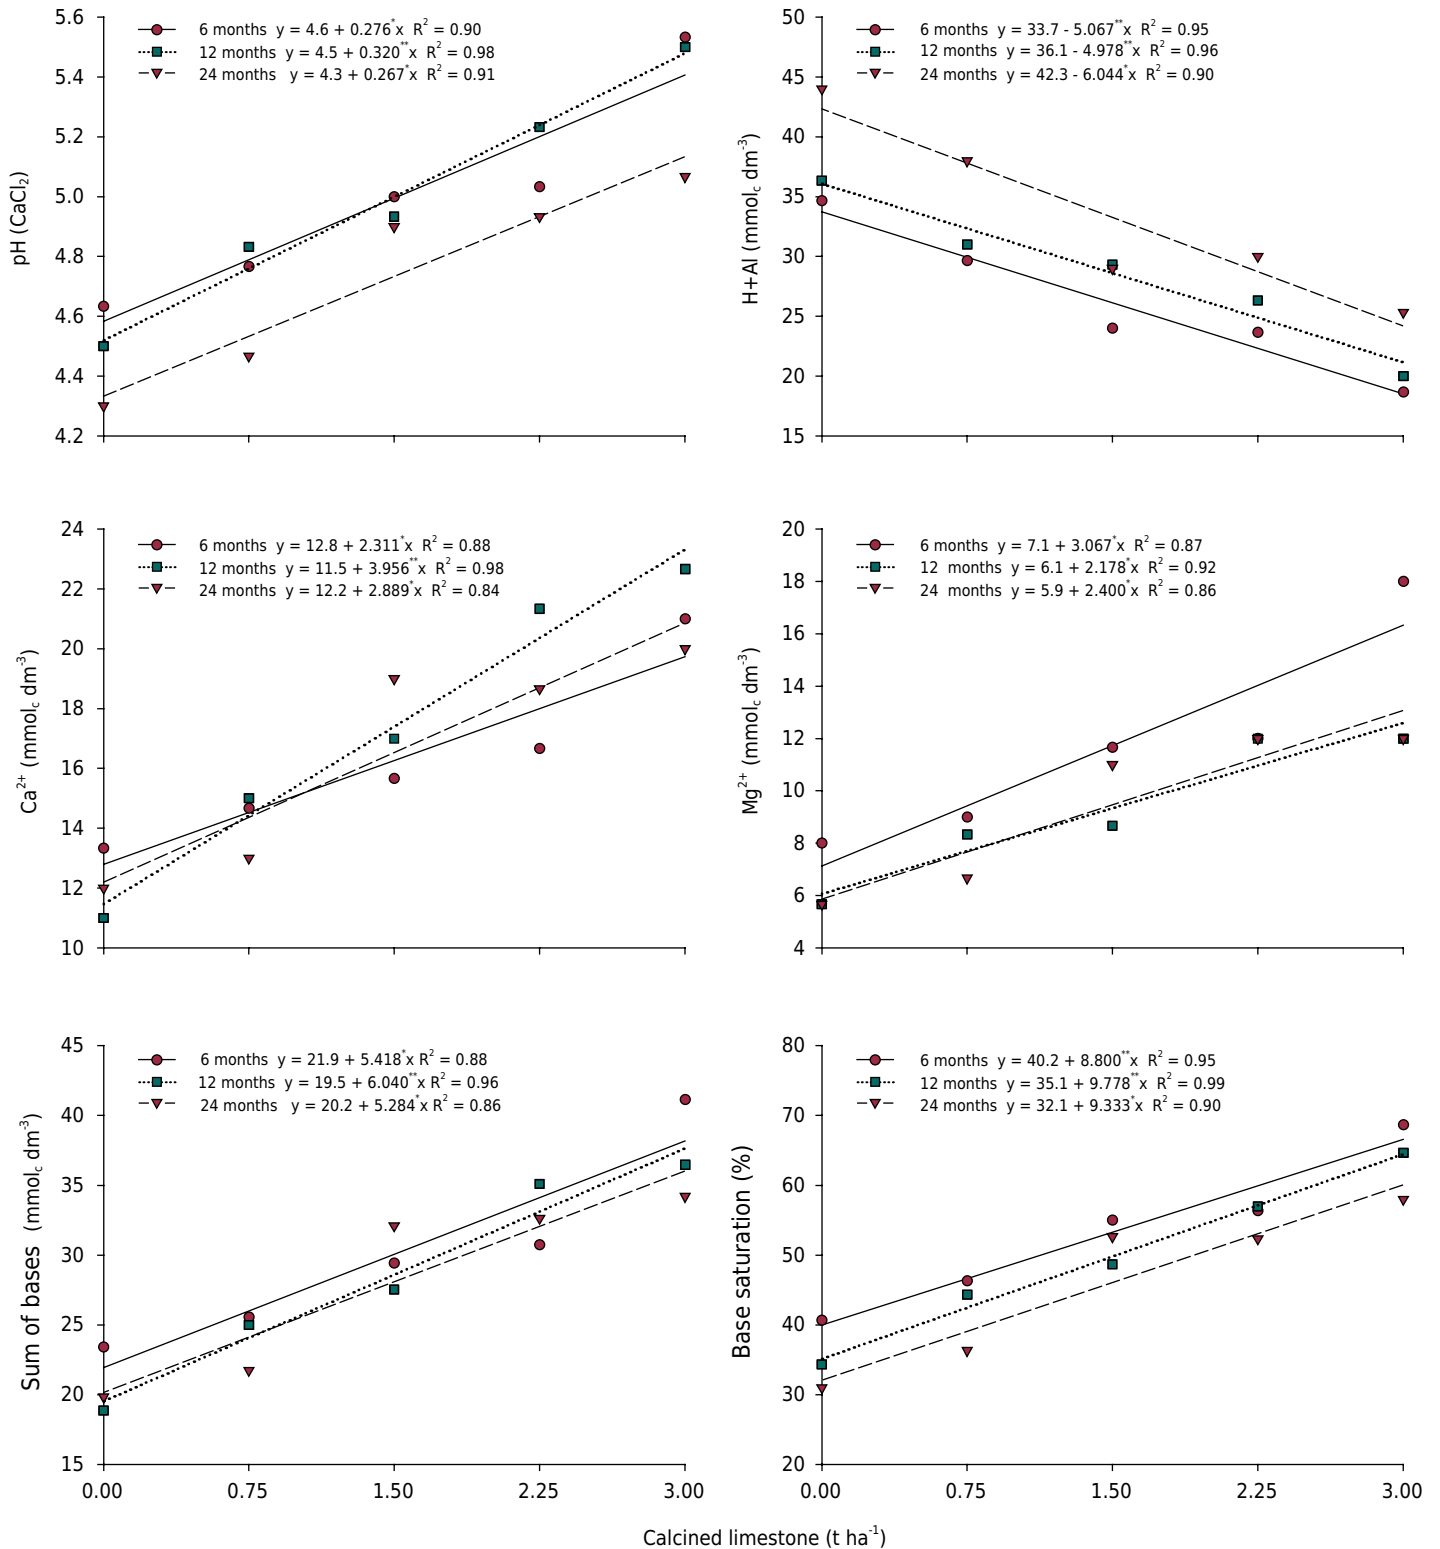 5.6
5.4
5.2
5.0
4.8
4.6
4.4
4.2
pH (CaCl₂)
6 months y = 4.6 + 0.276*x R² = 0.90
12 months y = 4.5 + 0.320**x R² = 0.98
24 months y = 4.3 + 0.267*x R² = 0.91
50
45
40
35
30
25
20
15
H+Al (mmol_c dm⁻³)
6 months y = 33.7 - 5.067**x R² = 0.95
12 months y = 36.1 - 4.978**x R² = 0.96
24 months y = 42.3 - 6.044*x R² = 0.90
24
22
20
18
16
14
12
10
Ca²⁺ (mmol_c dm⁻³)
6 months y = 12.8 + 2.311*x R² = 0.88
12 months y = 11.5 + 3.956**x R² = 0.98
24 months y = 12.2 + 2.889*x R² = 0.84
20
18
16
14
12
10
8
6
4
Mg²⁺ (mmol_c dm⁻³)
6 months y = 7.1 + 3.067*x R² = 0.87
12 months y = 6.1 + 2.178*x R² = 0.92
24 months y = 5.9 + 2.400*x R² = 0.86
45
40
35
30
25
20
15
Sum of bases (mmol_c dm⁻³)
6 months y = 21.9 + 5.418*x R² = 0.88
12 months y = 19.5 + 6.040**x R² = 0.96
24 months y = 20.2 + 5.284*x R² = 0.86
0.00 0.75 1.50 2.25 3.00
80
70
60
50
40
30
20
Base saturation (%)
6 months y = 40.2 + 8.800**x R² = 0.95
12 months y = 35.1 + 9.778**x R² = 0.99
24 months y = 32.1 + 9.333*x R² = 0.90
0.00 0.75 1.50 2.25 3.00
Calcined limestone (t ha⁻¹)